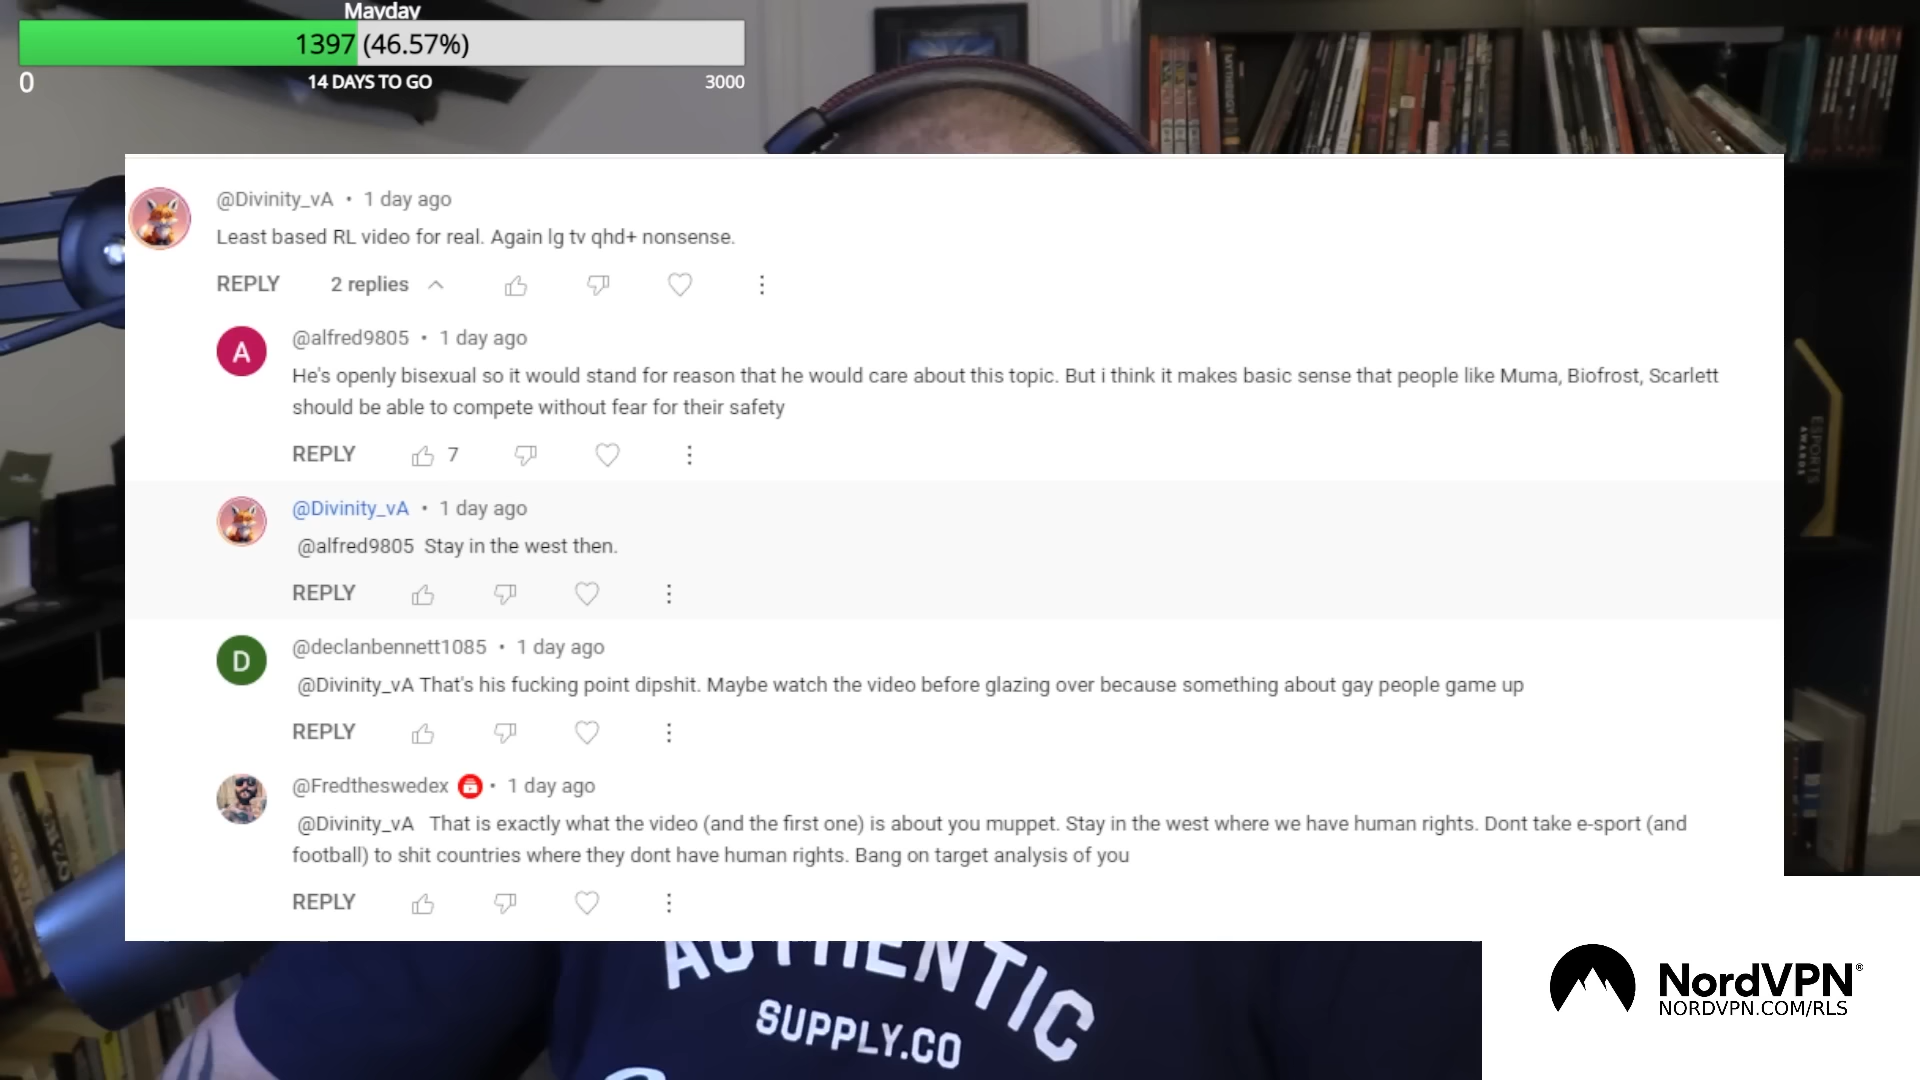 Mayday
1397 (46.57%)
0
14 DAYS TO GO
3000
@Divinity_vA • 1 day ago
Least based RL video for real. Again lg tv qhd+ nonsense.
REPLY 2 replies
A
@alfred9805 • 1 day ago
He's openly bisexual so it would stand for reason that he would care about this topic. But i think it makes basic sense that people like Muma, Biofrost, Scarlett
should be able to compete without fear for their safety
REPLY 7
@Divinity_vA • 1 day ago
@alfred9805 Stay in the west then.
REPLY
D
@declanbennett1085 • 1 day ago
@Divinity_vA That's his fucking point dipshit. Maybe watch the video before glazing over because something about gay people game up
REPLY
@Fredtheswedex • 1 day ago
@Divinity_vA That is exactly what the video (and the first one) is about you muppet. Stay in the west where we have human rights. Dont take e-sport (and
football) to shit countries where they dont have human rights. Bang on target analysis of you
REPLY
ESPORTS
AWARDS
AUTHENTIC
SUPPLY.CO
NordVPN®
NORDVPN.COM/RLS